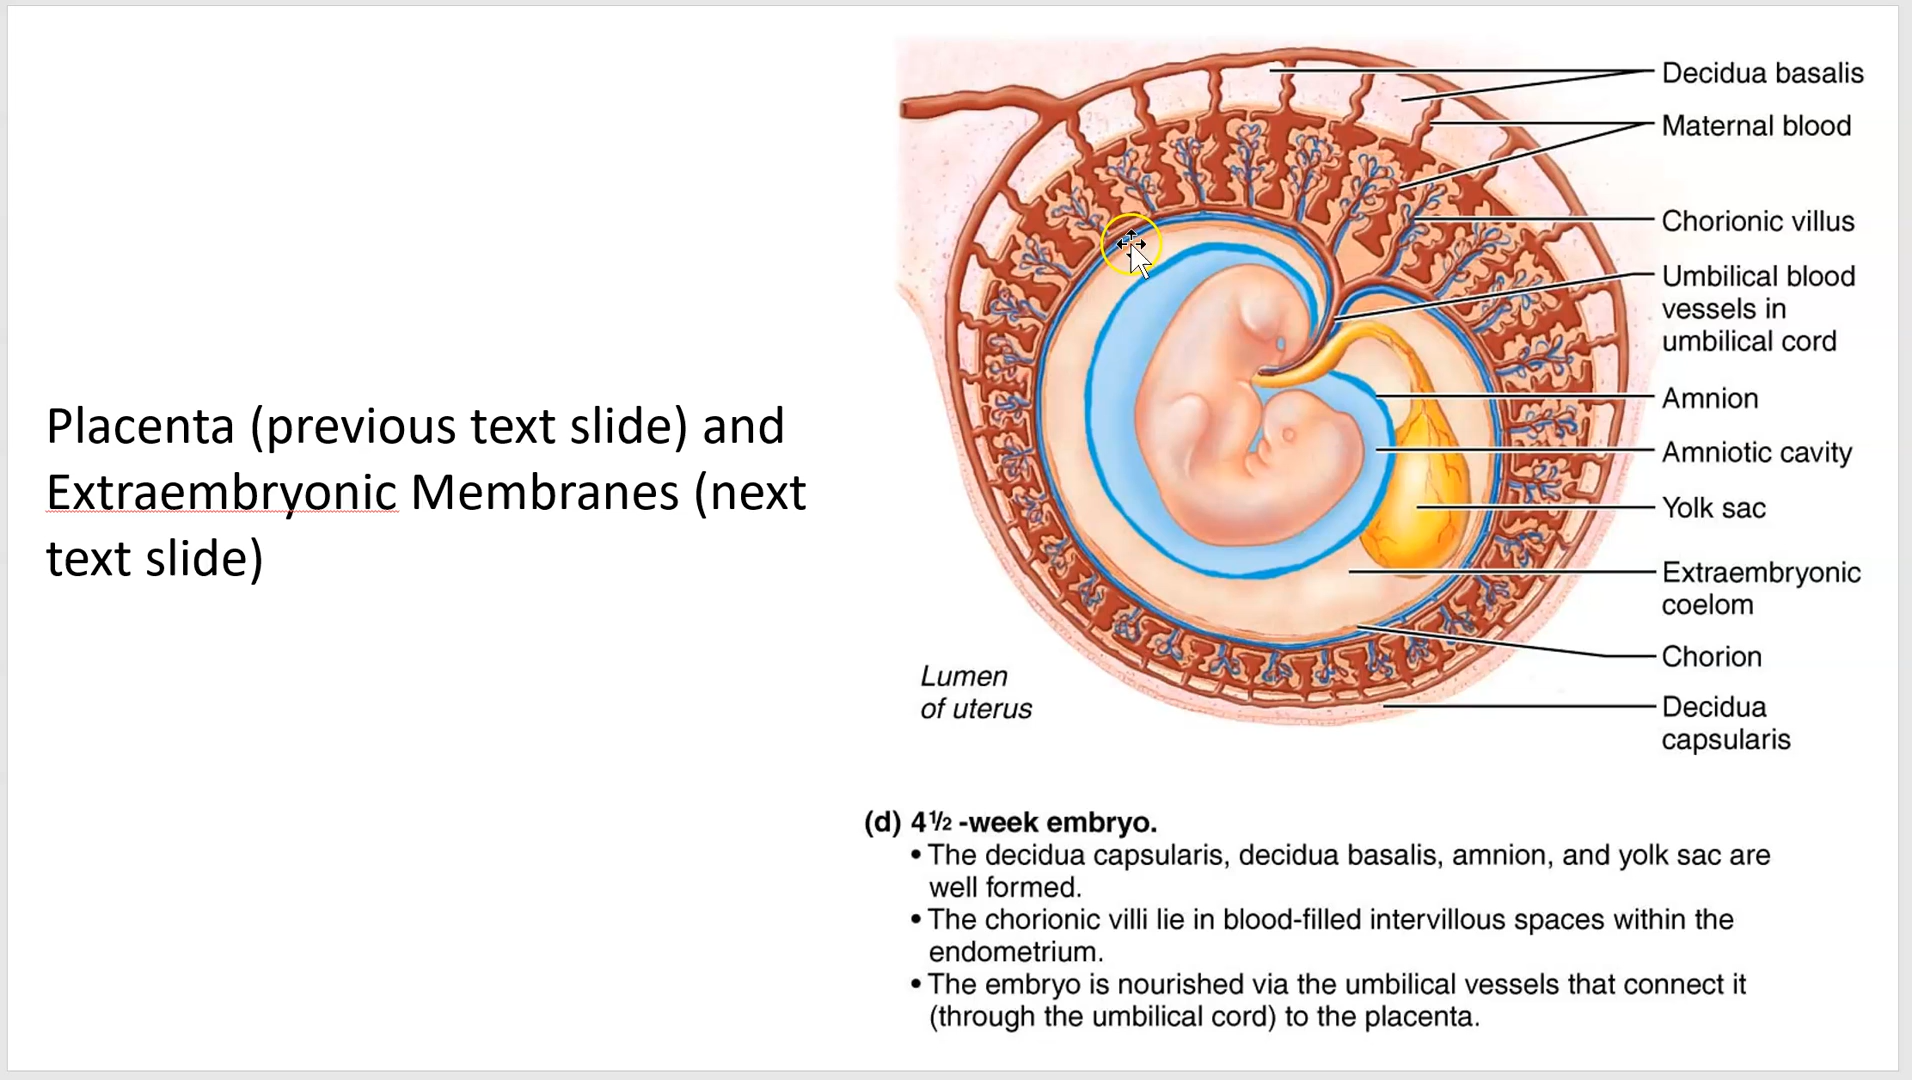 Placenta (previous text slide) and
Extraembryonic Membranes (next
text slide)
Decidua basalis
Maternal blood
Chorionic villus
Umbilical blood
vessels in
umbilical cord
Amnion
Amniotic cavity
Yolk sac
Extraembryonic
coelom
Chorion
Decidua
capsularis
Lumen
of uterus
(d) 4½ -week embryo.
• The decidua capsularis, decidua basalis, amnion, and yolk sac are
well formed.
• The chorionic villi lie in blood-filled intervillous spaces within the
endometrium.
• The embryo is nourished via the umbilical vessels that connect it
(through the umbilical cord) to the placenta.